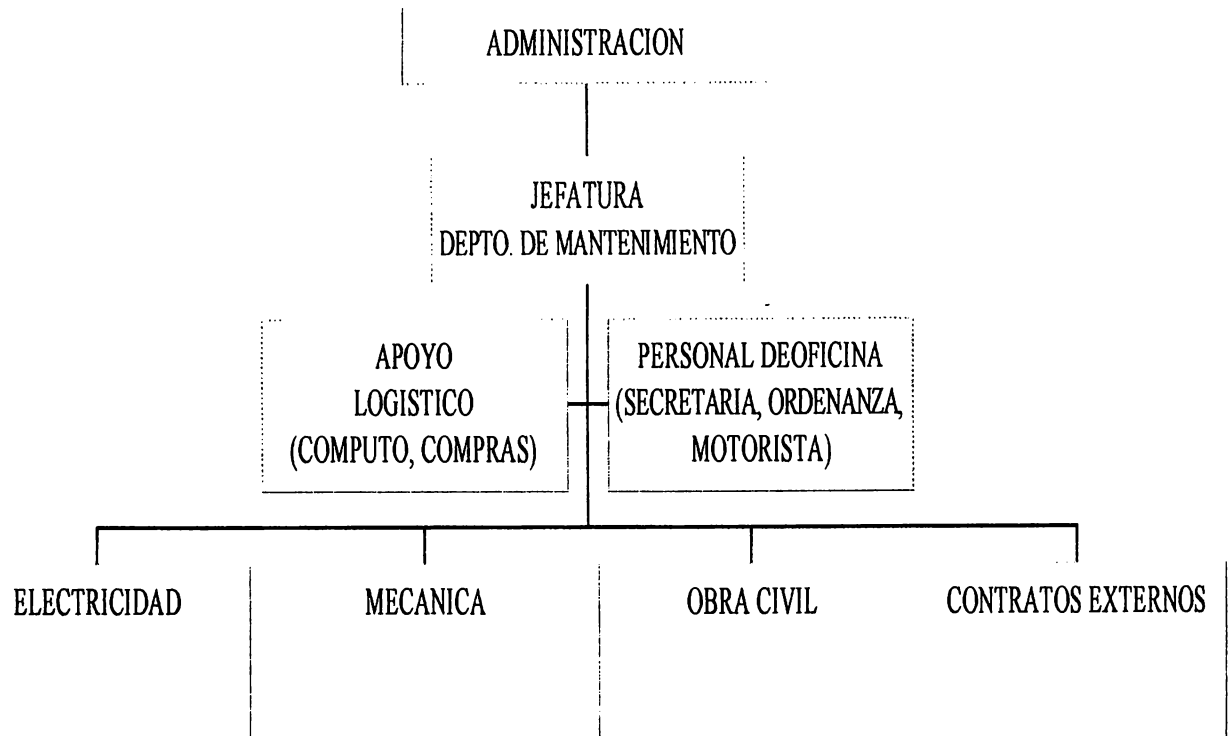 ADMINISTRACION
JEFATURA
DEPTO. DE MANTENIMIENTO
APOYO
LOGISTICO
(COMPUTO, COMPRAS)
PERSONAL DEOFICINA
(SECRETARIA, ORDENANZA,
MOTORISTA)
ELECTRICIDAD
MECANICA
OBRA CIVIL
CONTRATOS EXTERNOS